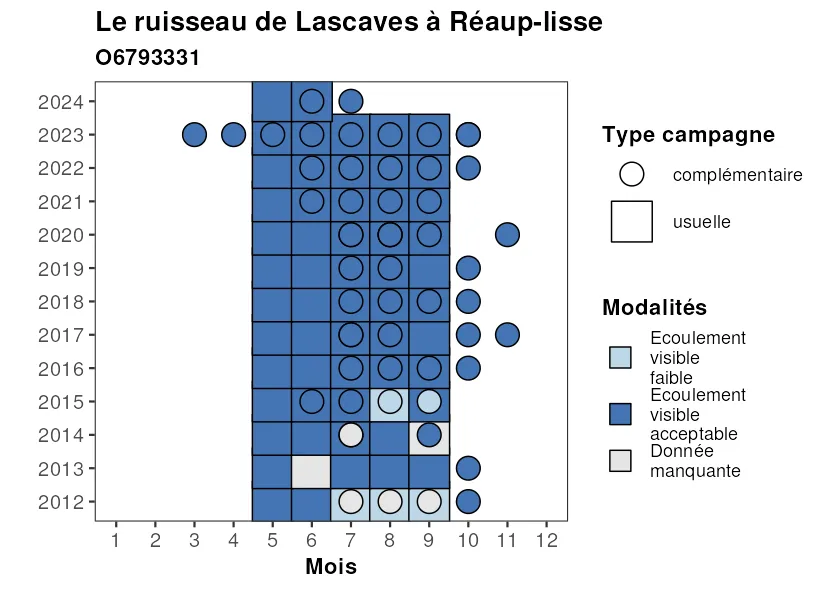 Le ruisseau de Lascaves à Réaup-lisse
O6793331
2024
2023
2022
2021
2020
2019
2018
2017
2016
2015
2014
2013
2012
1 2 3 4 5 6 7 8 9 10 11 12
Mois
Type campagne
complémentaire
usuelle
Modalités
Ecoulement
visible
faible
Ecoulement
visible
acceptable
Donnée
manquante